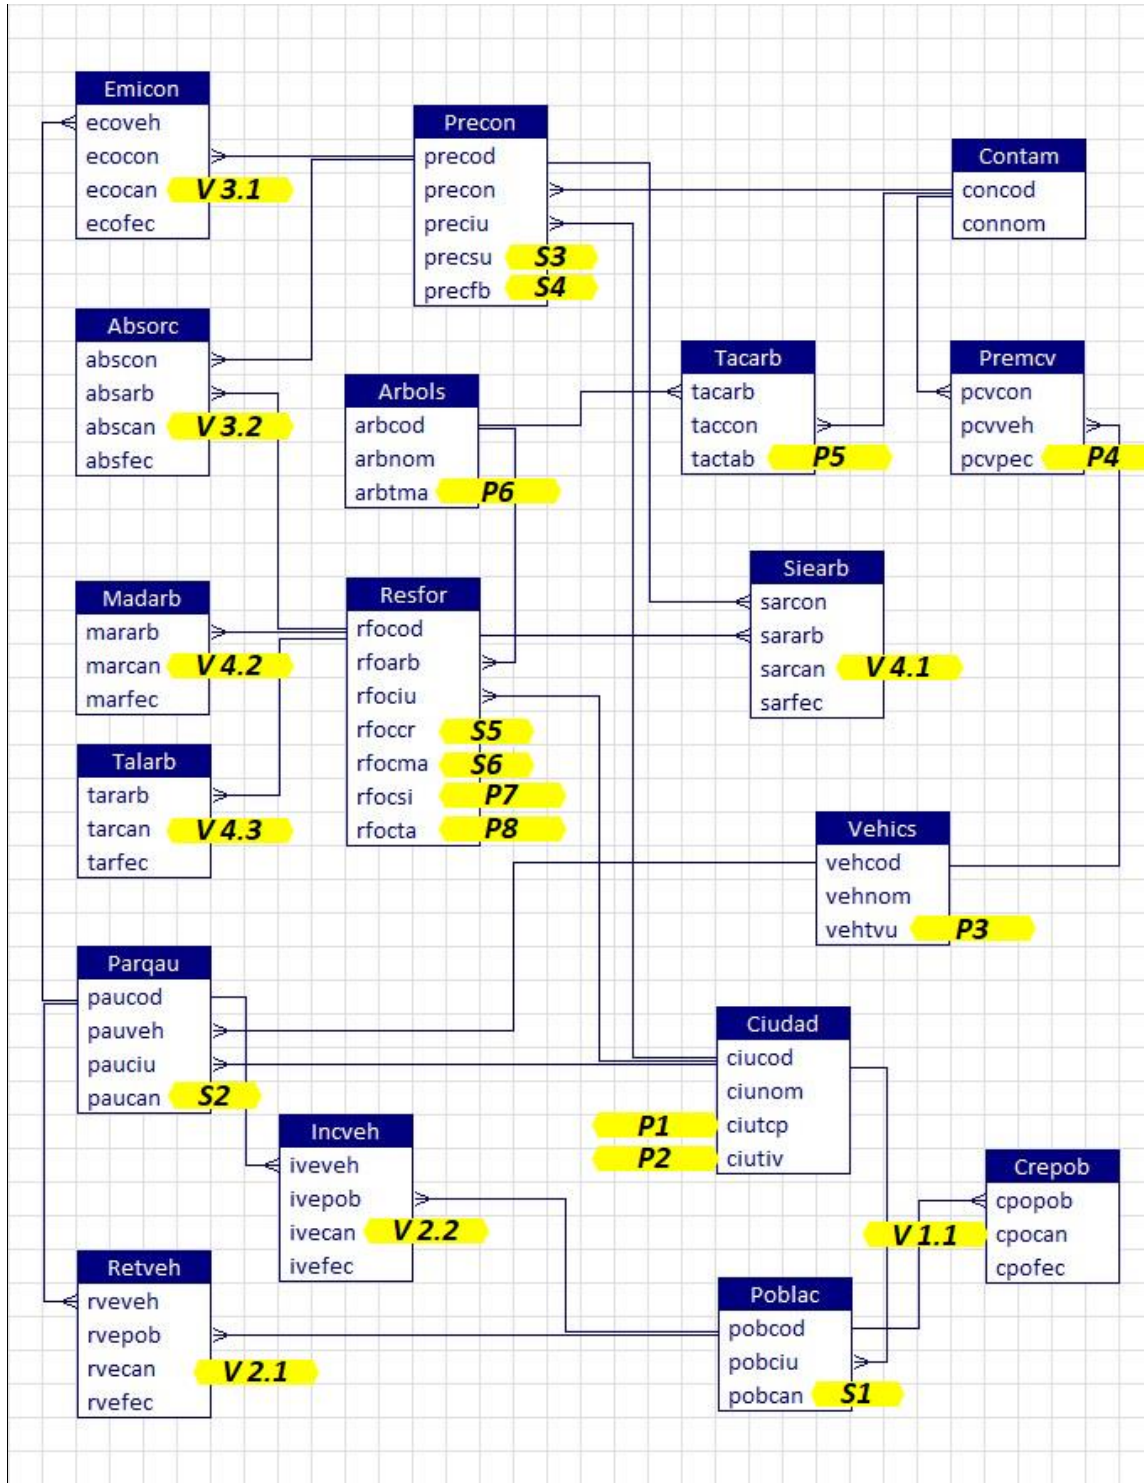 Emicon
ecoveh
ecocon
ecocan V 3.1
ecofec
Precon
precod
precon
preciu
precsu S3
precfb S4
Contam
concod
connom
Absorc
abscon
absarb
abscan V 3.2
absfec
Arbols
arbcod
arbnom
arbtma P6
Tacarb
tacarb
taccon
tactab P5
Premcv
pcvcon
pcvveh
pcvpec P4
Madarb
mararb
marcan V 4.2
marfec
Resfor
rfocod
rfoarb
rfociu
rfoccr S5
rfocma S6
rfocsi P7
rfocta P8
Siearb
sarcon
sararb
sarcan V 4.1
sarfec
Talarb
tararb
tarcan V 4.3
tarfec
Vehics
vehcod
vehnom
vehtvu P3
Parqau
paucod
pauveh
pauciu
paucan S2
Ciudad
ciucod
ciunom
P1 ciutcp
P2 ciutiv
Incveh
iveveh
ivepob
ivecan V 2.2
ivefec
Crepob
cpopob
V 1.1 cpocan
cpofec
Retveh
rveveh
rvepob
rvecan V 2.1
rvefec
Poblac
pobcod
pobciu
pobcan S1